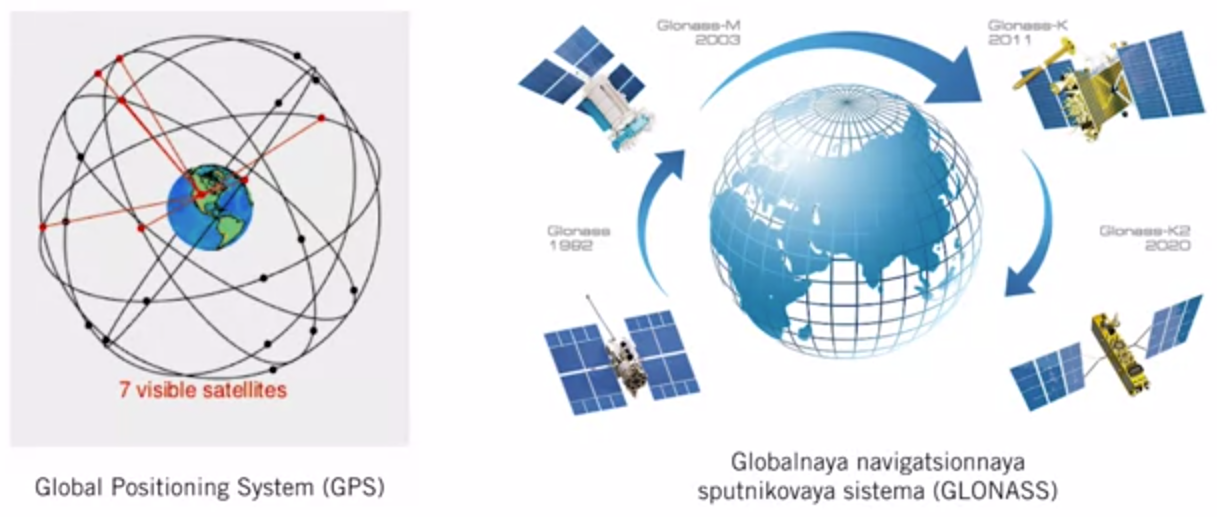 7 visible satellites
Global Positioning System (GPS)
Glonass-M
2003
Glonass-K
2011
Glonass
1982
Glonass-K2
2020
Globalnaya navigatsionnaya
sputnikovaya sistema (GLONASS)